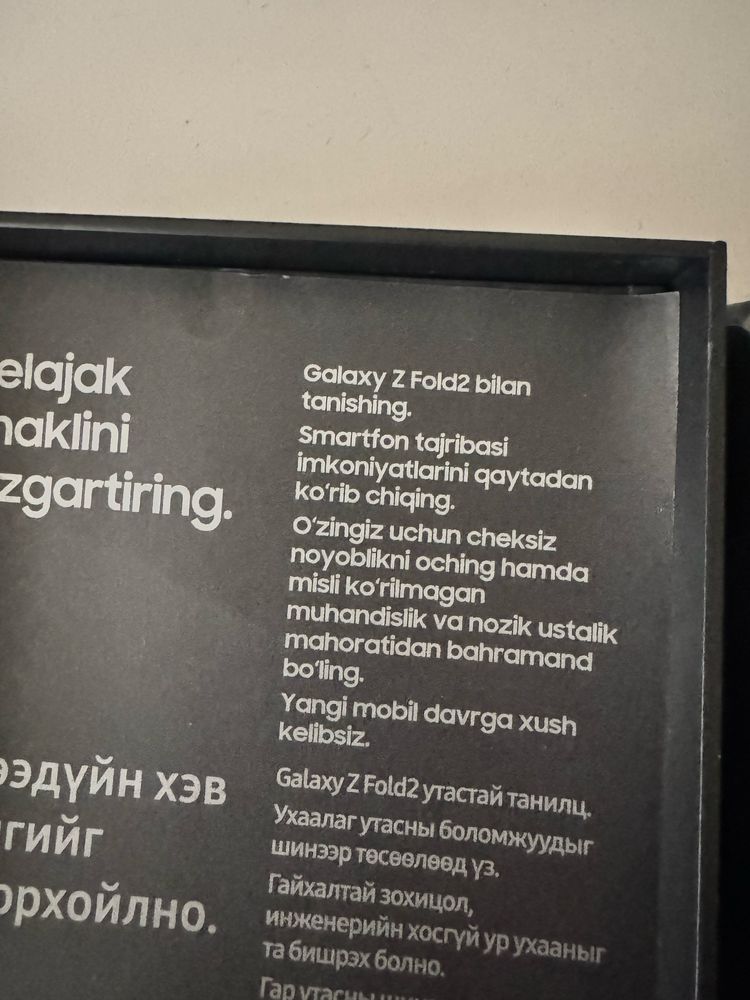 elajak
aklini
zgartiring.
Galaxy Z Fold2 bilan
tanishing.
Smartfon tajribasi
imkoniyatlarini qaytadan
ko‘rib chiqing.
O‘zingiz uchun cheksiz
noyoblikni oching hamda
misli ko‘rilmagan
muhandislik va nozik ustalik
mahoratidan bahramand
bo‘ling.
Yangi mobil davrga xush
kelibsiz.
ээдүйн хэв
гийг
орхойлно.
Galaxy Z Fold2 утастай танилц.
Ухаалаг утасны боломжуудыг
шинээр төсөөлөөд үз.
Гайхалтай зохицол,
инженерийн хосгүй ур ухааныг
та бишрэх болно.
Гар утасны